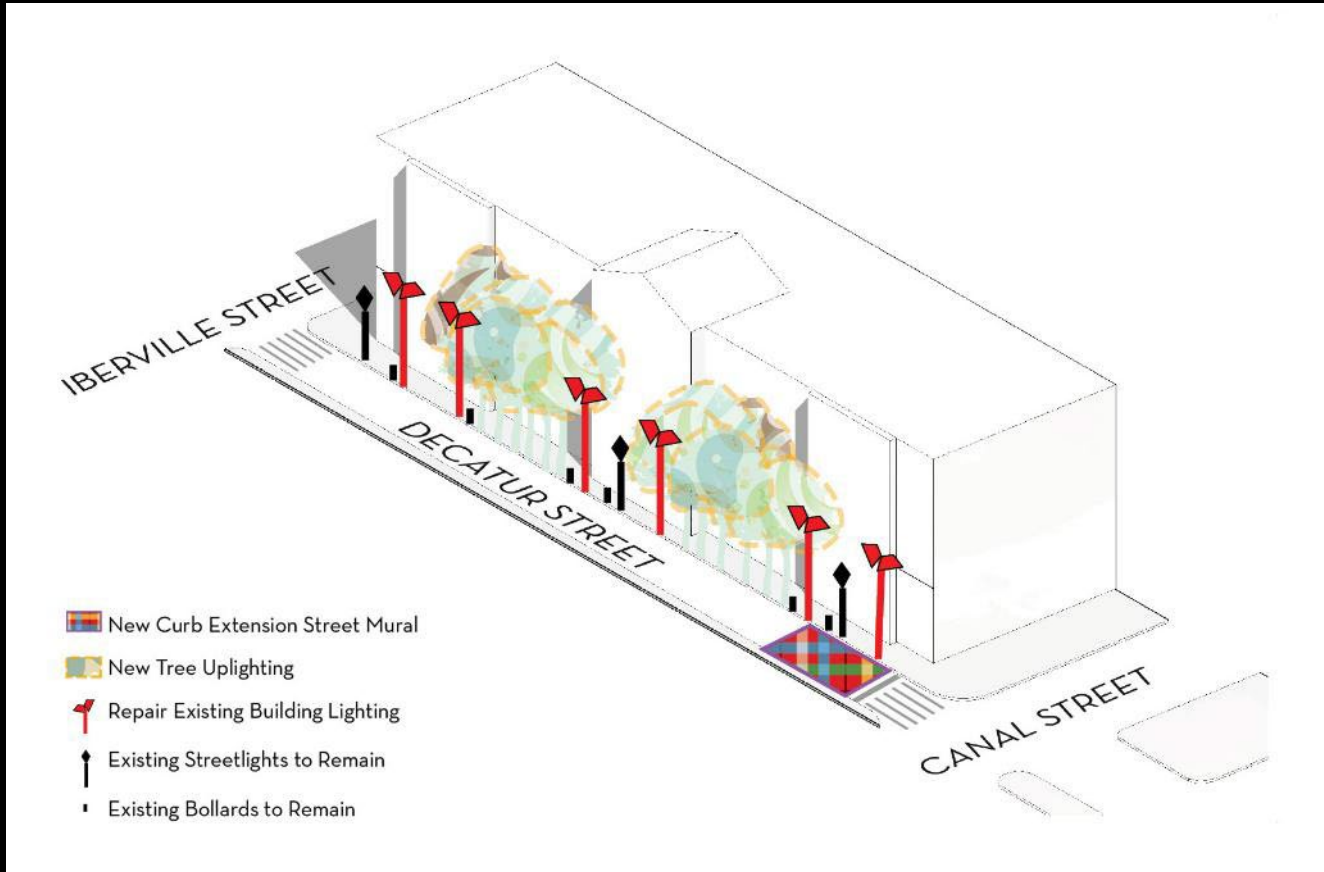 IBERVILLE STREET
DECATUR STREET
CANAL STREET
New Curb Extension Street Mural
New Tree Uplighting
Repair Existing Building Lighting
Existing Streetlights to Remain
Existing Bollards to Remain